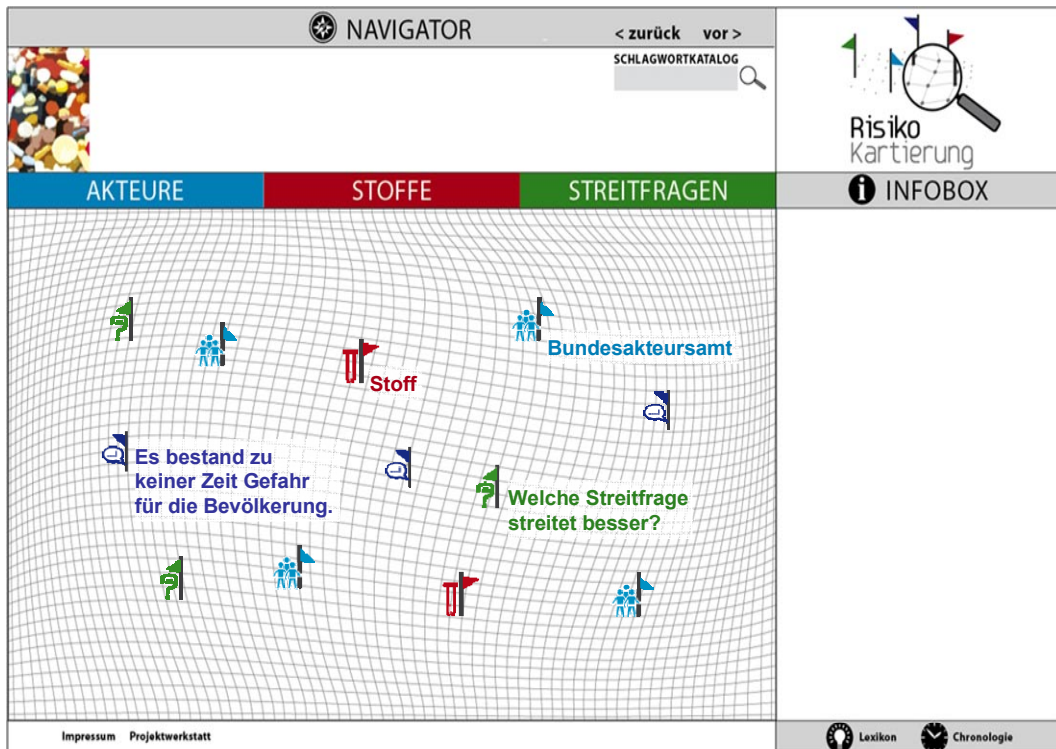 NAVIGATOR
< zurück vor >
SCHLAGWORTKATALOG
Risiko
Kartierung
AKTEURE
STOFFE
STREITFRAGEN
INFOBOX
Bundesakteursamt
Stoff
Es bestand zu
keiner Zeit Gefahr
für die Bevölkerung.
Welche Streitfrage
streitet besser?
Impressum Projektwerkstatt
Lexikon
Chronologie